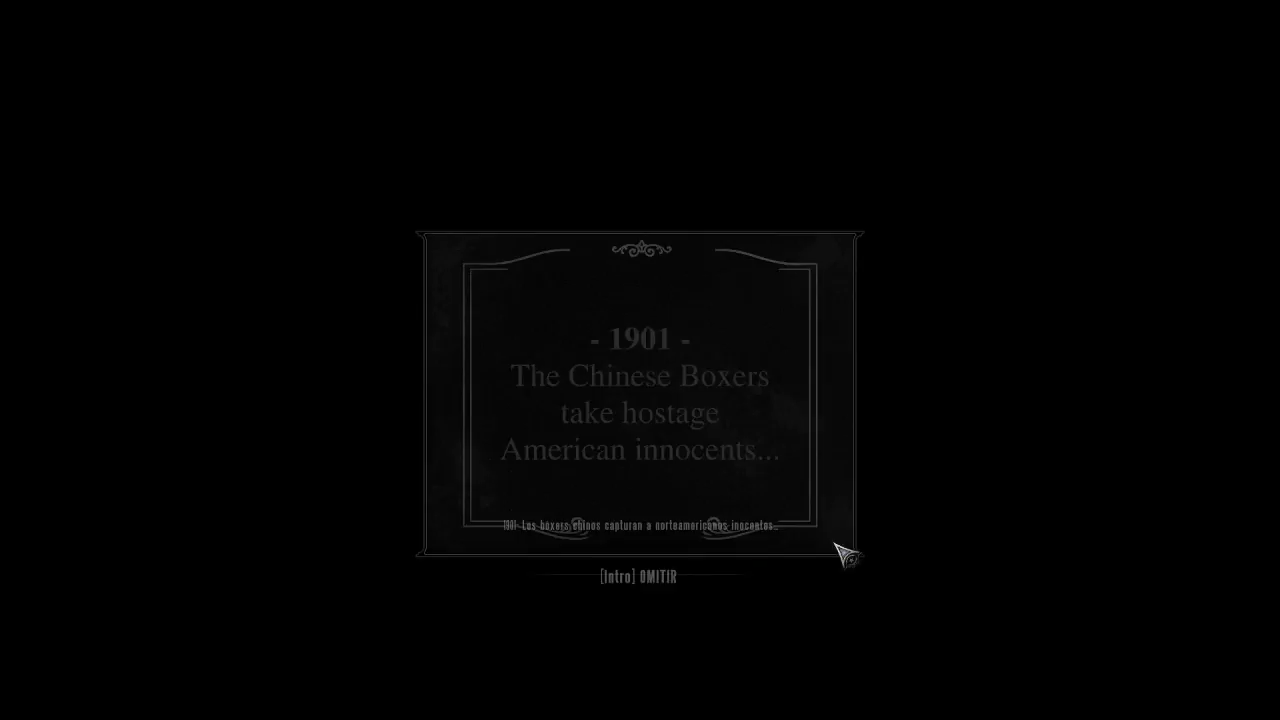 - 1901 -
The Chinese Boxers
take hostage
American innocents...
1901 Los boxers chinos capturan a norteamericanos inocentes...
[Intro] OMITIR